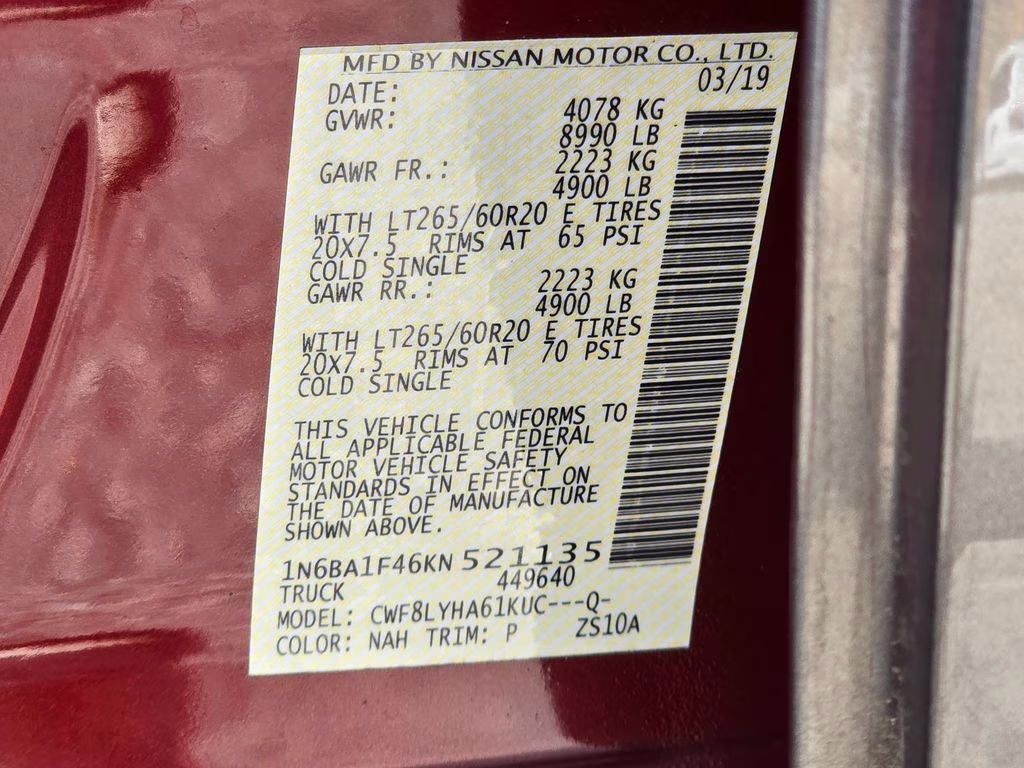 MFD BY NISSAN MOTOR CO., LTD.
DATE: 03/19
GVWR: 4078 KG
8990 LB
GAWR FR.: 2223 KG
4900 LB
WITH LT265/60R20 E TIRES
20X7.5 RIMS AT 65 PSI
COLD SINGLE
GAWR RR.: 2223 KG
4900 LB
WITH LT265/60R20 E TIRES
20X7.5 RIMS AT 70 PSI
COLD SINGLE
THIS VEHICLE CONFORMS TO
ALL APPLICABLE FEDERAL
MOTOR VEHICLE SAFETY
STANDARDS IN EFFECT ON
THE DATE OF MANUFACTURE
SHOWN ABOVE.
1N6BA1F46KN 521135
TRUCK 449640
MODEL: CWF8LYHA61KUC---Q-
COLOR: NAH TRIM: P ZS10A